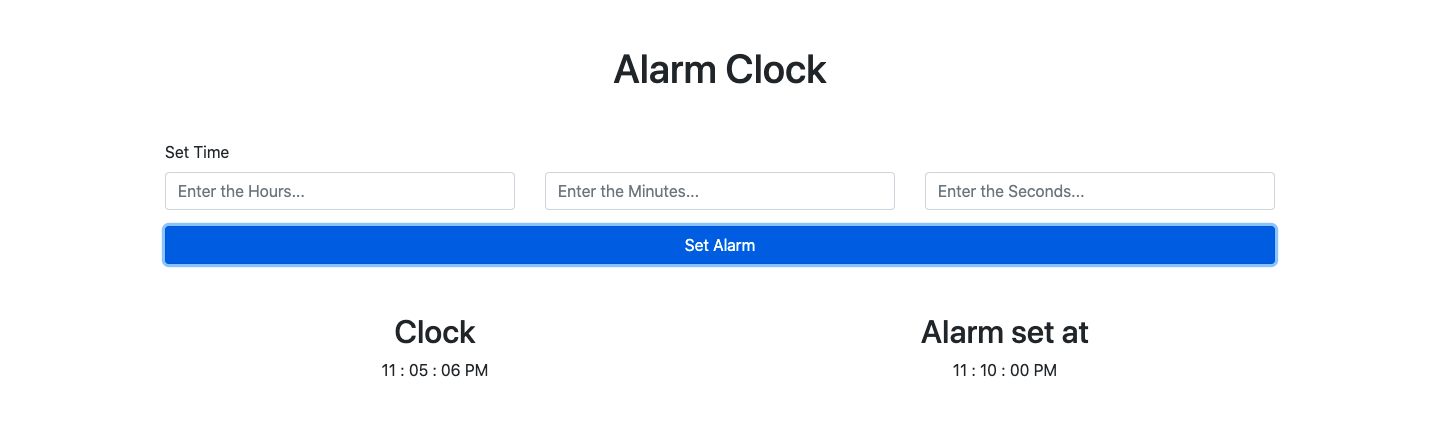 Alarm Clock
Set Time
Enter the Hours... Enter the Minutes... Enter the Seconds...
Set Alarm
Clock Alarm set at
11 : 05 : 06 PM 11 : 10 : 00 PM